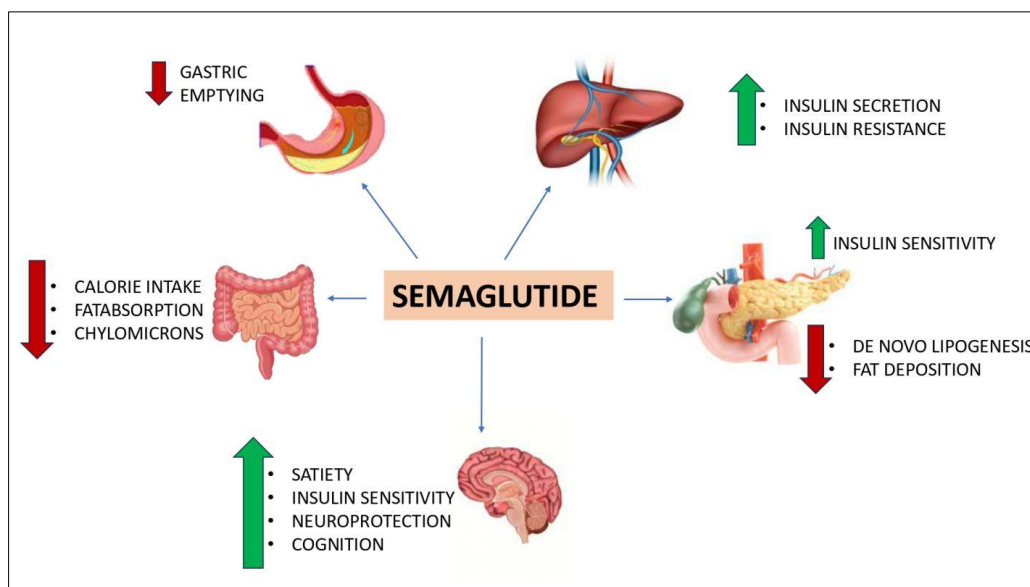 GASTRIC
EMPTYING
• INSULIN SECRETION
• INSULIN RESISTANCE
INSULIN SENSITIVITY
• CALORIE INTAKE
• FATABSORPTION
• CHYLOMICRONS
SEMAGLUTIDE
• DE NOVO LIPOGENESIS
• FAT DEPOSITION
• SATIETY
• INSULIN SENSITIVITY
• NEUROPROTECTION
• COGNITION